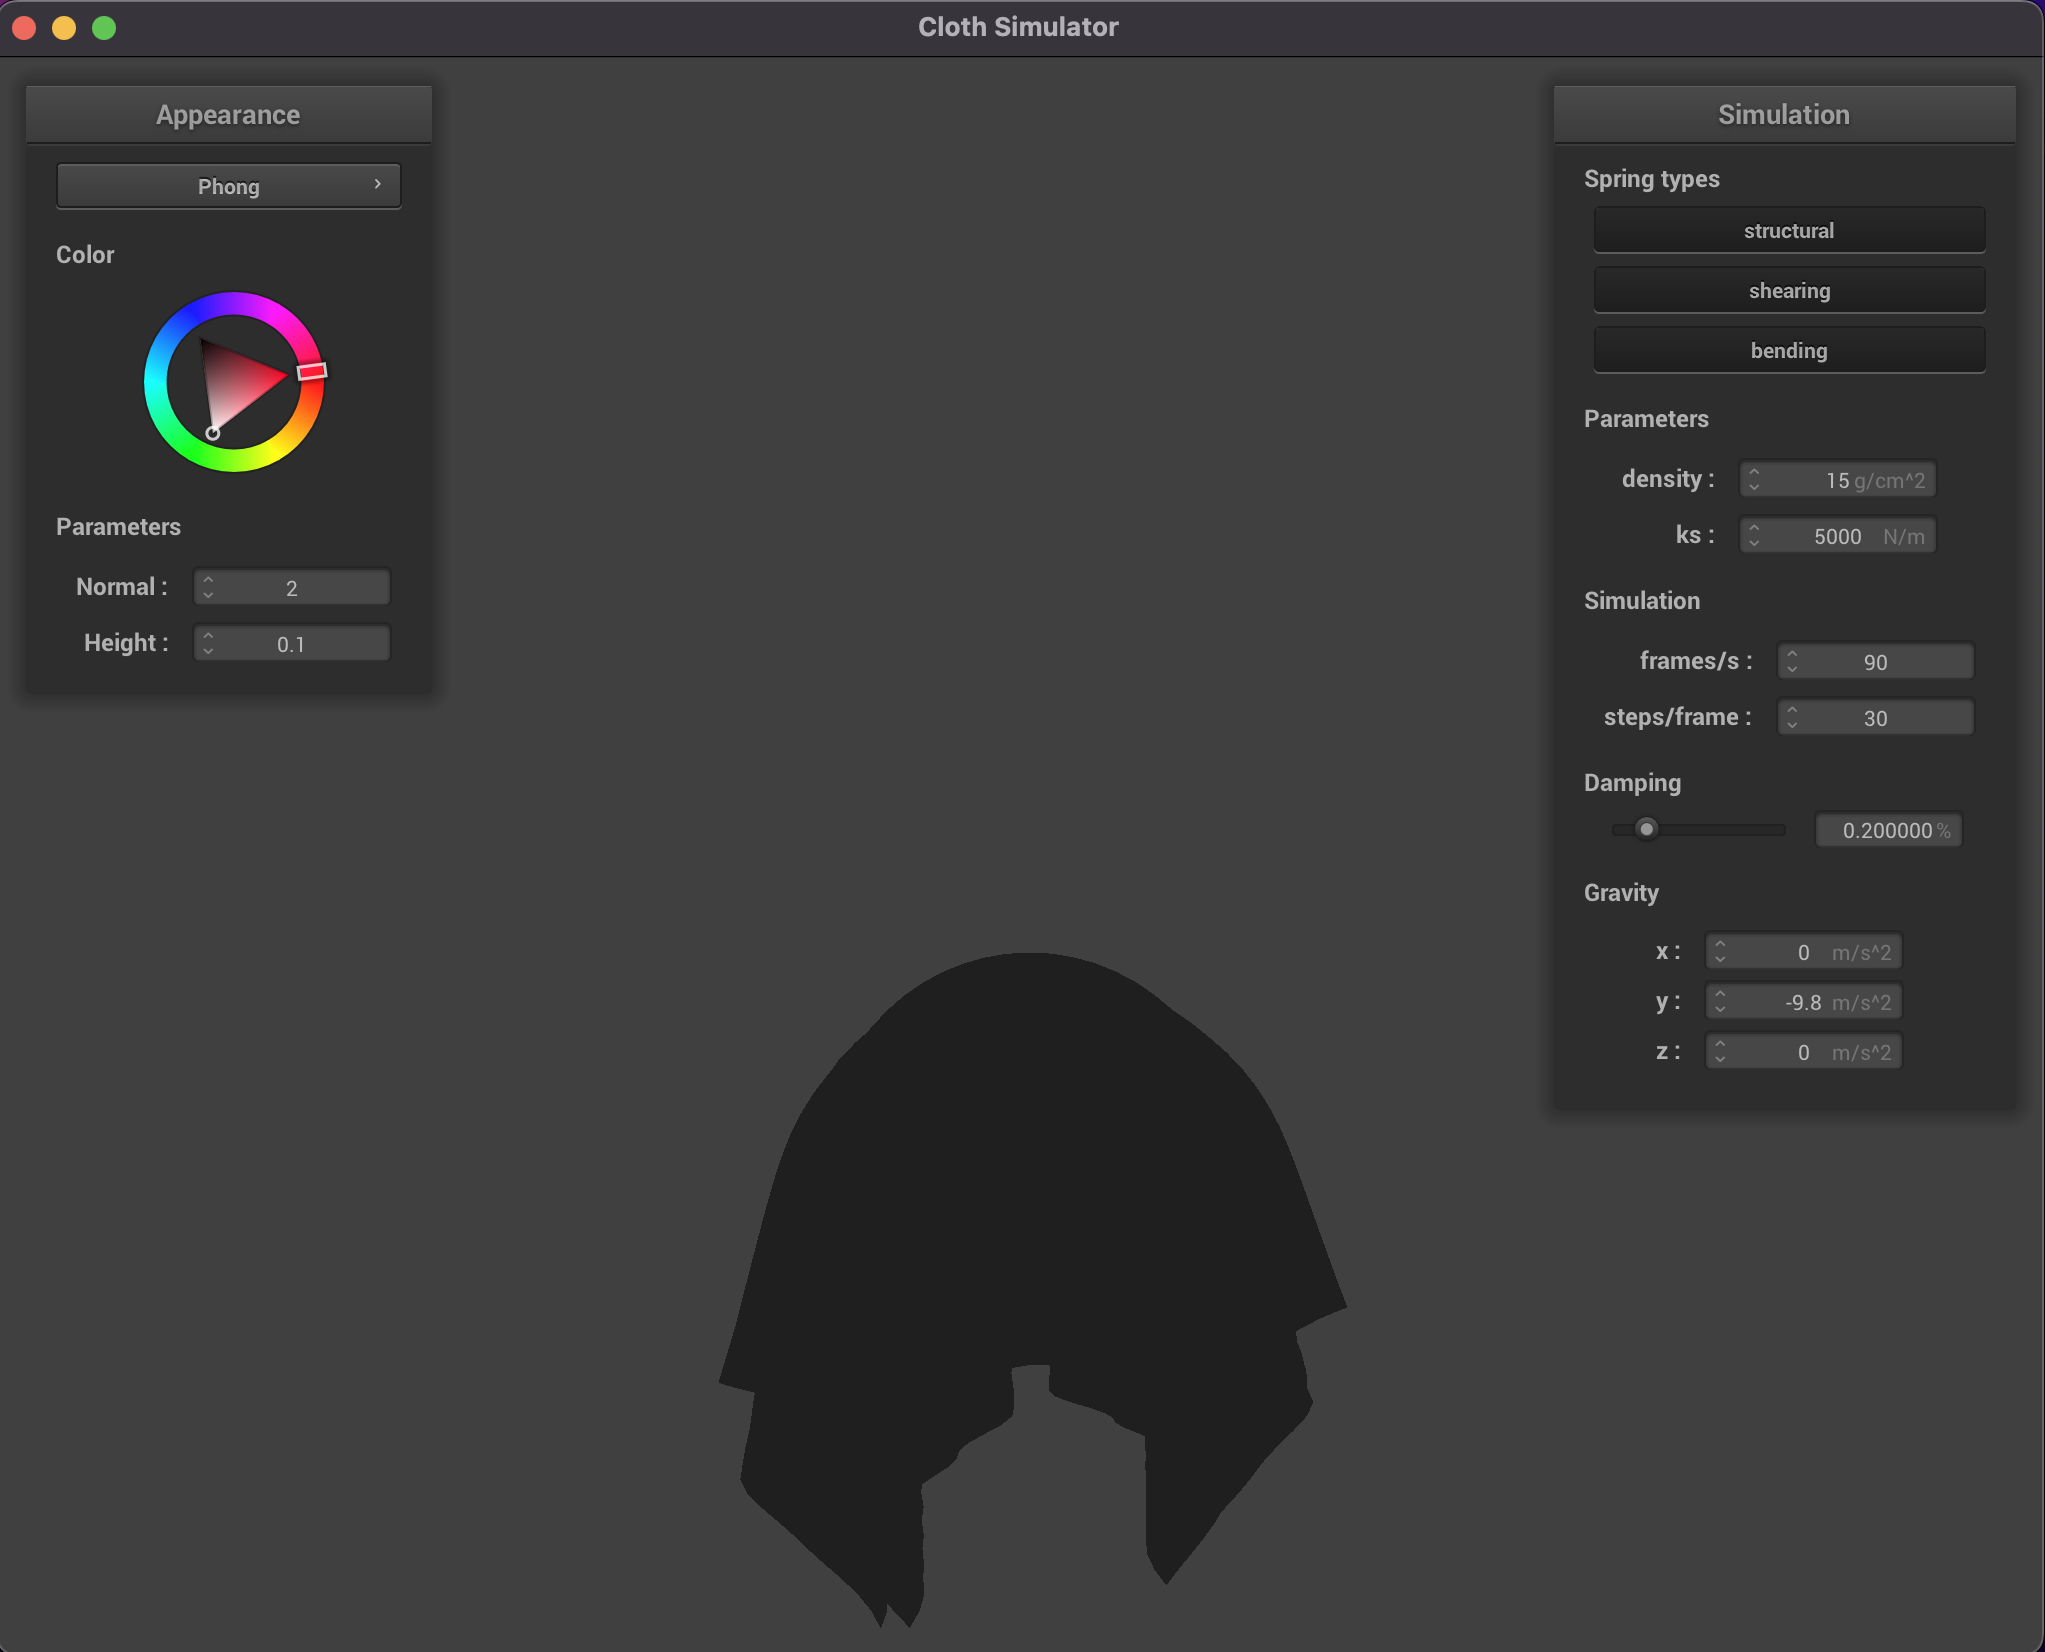 Cloth Simulator
Appearance
Phong
Color
Parameters
Normal : 2
Height : 0.1
Simulation
Spring types
structural
shearing
bending
Parameters
density : 15 g/cm^2
ks : 5000 N/m
Simulation
frames/s : 90
steps/frame : 30
Damping
0.200000 %
Gravity
x : 0 m/s^2
y : -9.8 m/s^2
z : 0 m/s^2